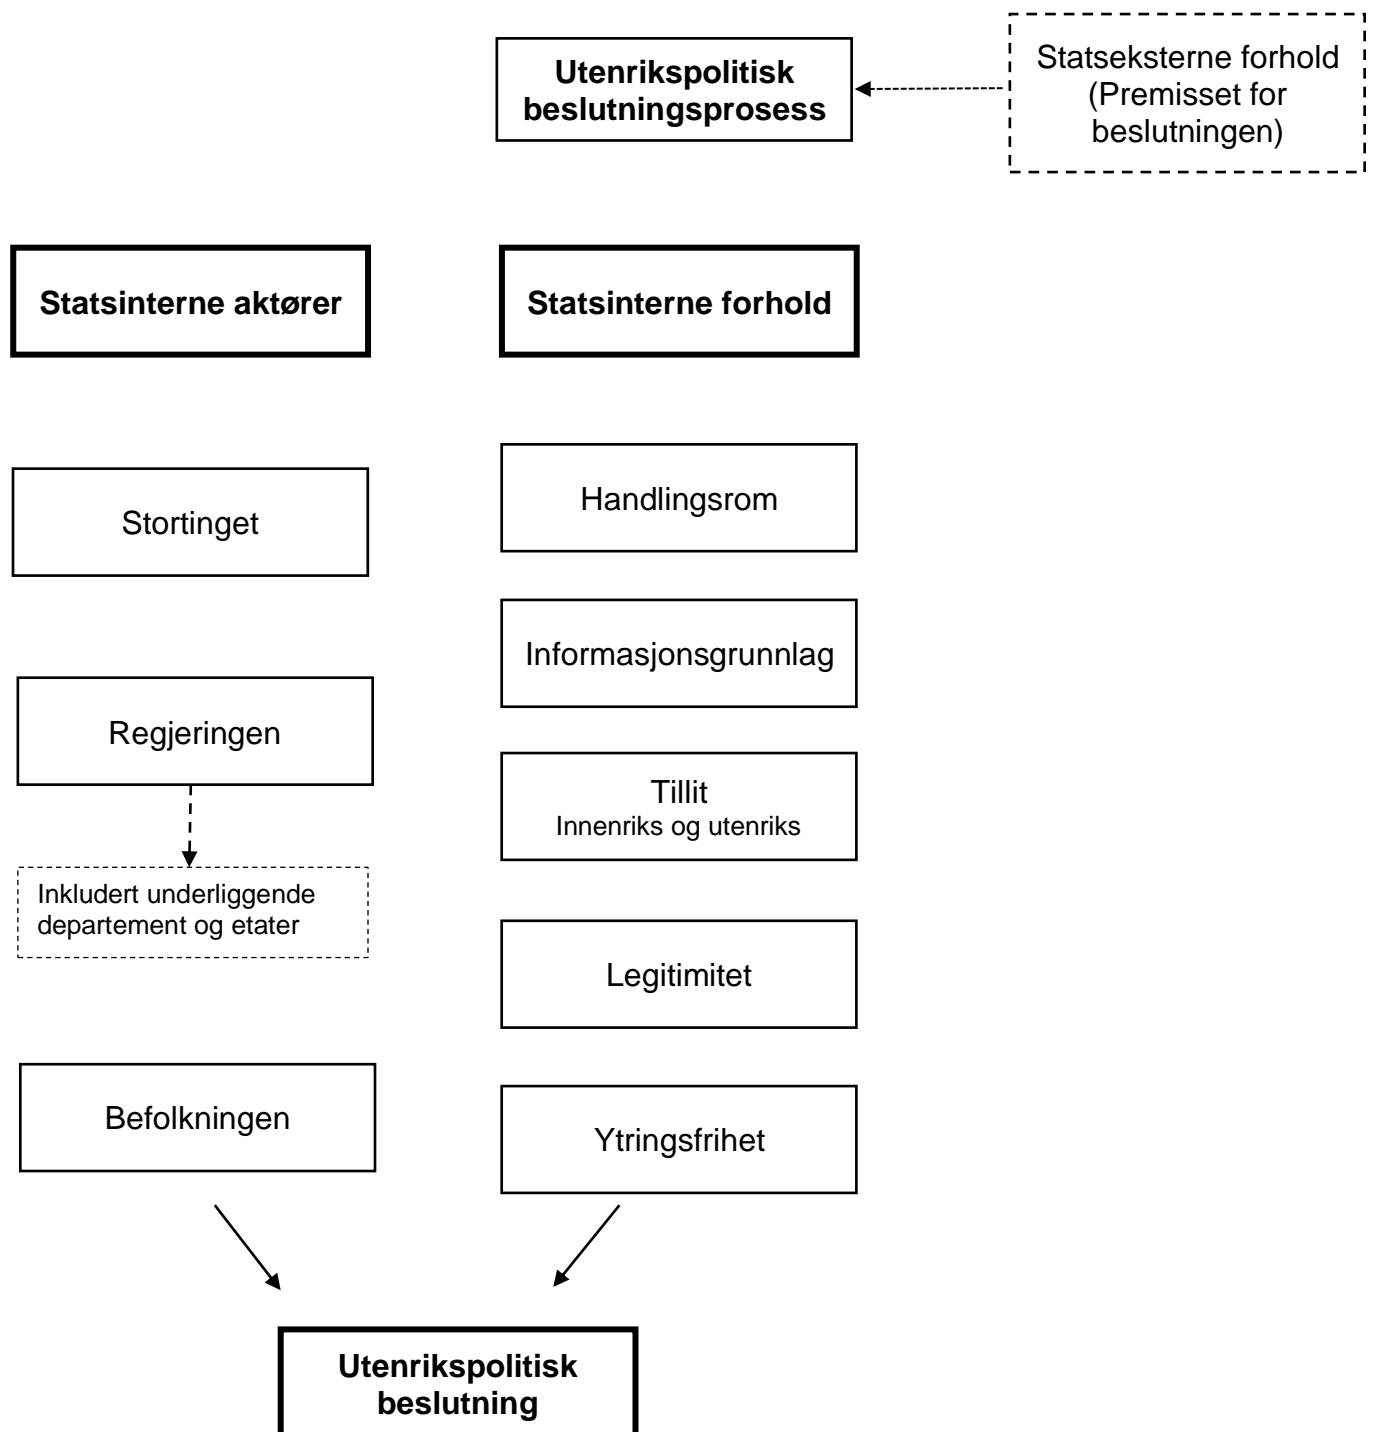 Utenrikspolitisk
beslutningsprosess
Statseksterne forhold
(Premisset for
beslutningen)
Statsinterne aktører
Statsinterne forhold
Stortinget
Handlingsrom
Informasjonsgrunnlag
Regjeringen
Tillit
Innenriks og utenriks
Inkludert underliggende
departement og etater
Legitimitet
Befolkningen
Ytringsfrihet
Utenrikspolitisk
beslutning